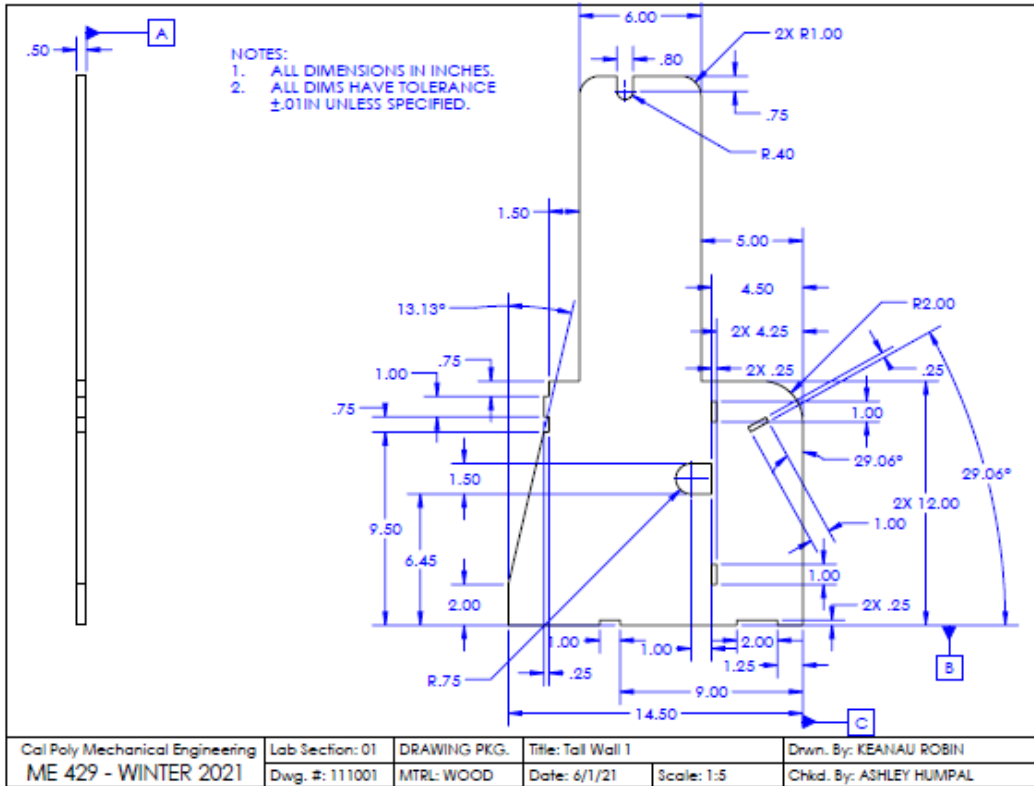 .50
A
NOTES:
1. ALL DIMENSIONS IN INCHES.
2. ALL DIMS HAVE TOLERANCE
±.01IN UNLESS SPECIFIED.
6.00
2X R1.00
.80
.75
R.40
1.50
5.00
4.50
13.13°
R2.00
2X 4.25
.75
2X .25
.25
1.00
1.00
.75
29.06°
29.06°
1.50
2X 12.00
9.50
6.45
1.00
1.00
2.00
2X .25
1.00
1.00
2.00
R.75
.25
1.25
B
9.00
14.50
C
Cal Poly Mechanical Engineering
ME 429 - WINTER 2021
Lab Section: 01
Dwg. #: 111001
DRAWING PKG.
MTRL: WOOD
Title: Tall Wall 1
Date: 6/1/21
Scale: 1:5
Drwn. By: KEANAU ROBIN
Chkd. By: ASHLEY HUMPAL